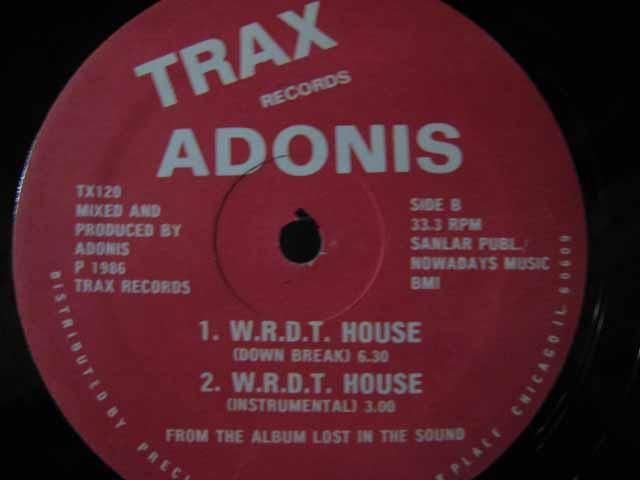 TRAX
RECORDS
ADONIS
TX120
MIXED AND
PRODUCED BY
ADONIS
P 1986
TRAX RECORDS
SIDE B
33.3 RPM
SANLAR PUBL./
NOWADAYS MUSIC
BMI
1. W.R.D.T. HOUSE
(DOWN BREAK) 6.30
2. W.R.D.T. HOUSE
(INSTRUMENTAL) 3.00
FROM THE ALBUM LOST IN THE SOUND
DISTRIBUTED BY
PLACE CHICAGO IL. 60609